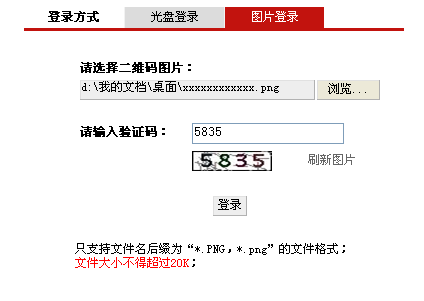 登录方式 光盘登录 图片登录
请选择二维码图片：
d:\我的文档\桌面\xxxxxxxxxxxx.png 浏览...
请输入验证码： 5835
5835 刷新图片
登录
只支持文件名后缀为“*.PNG，*.png”的文件格式；
文件大小不得超过20K；